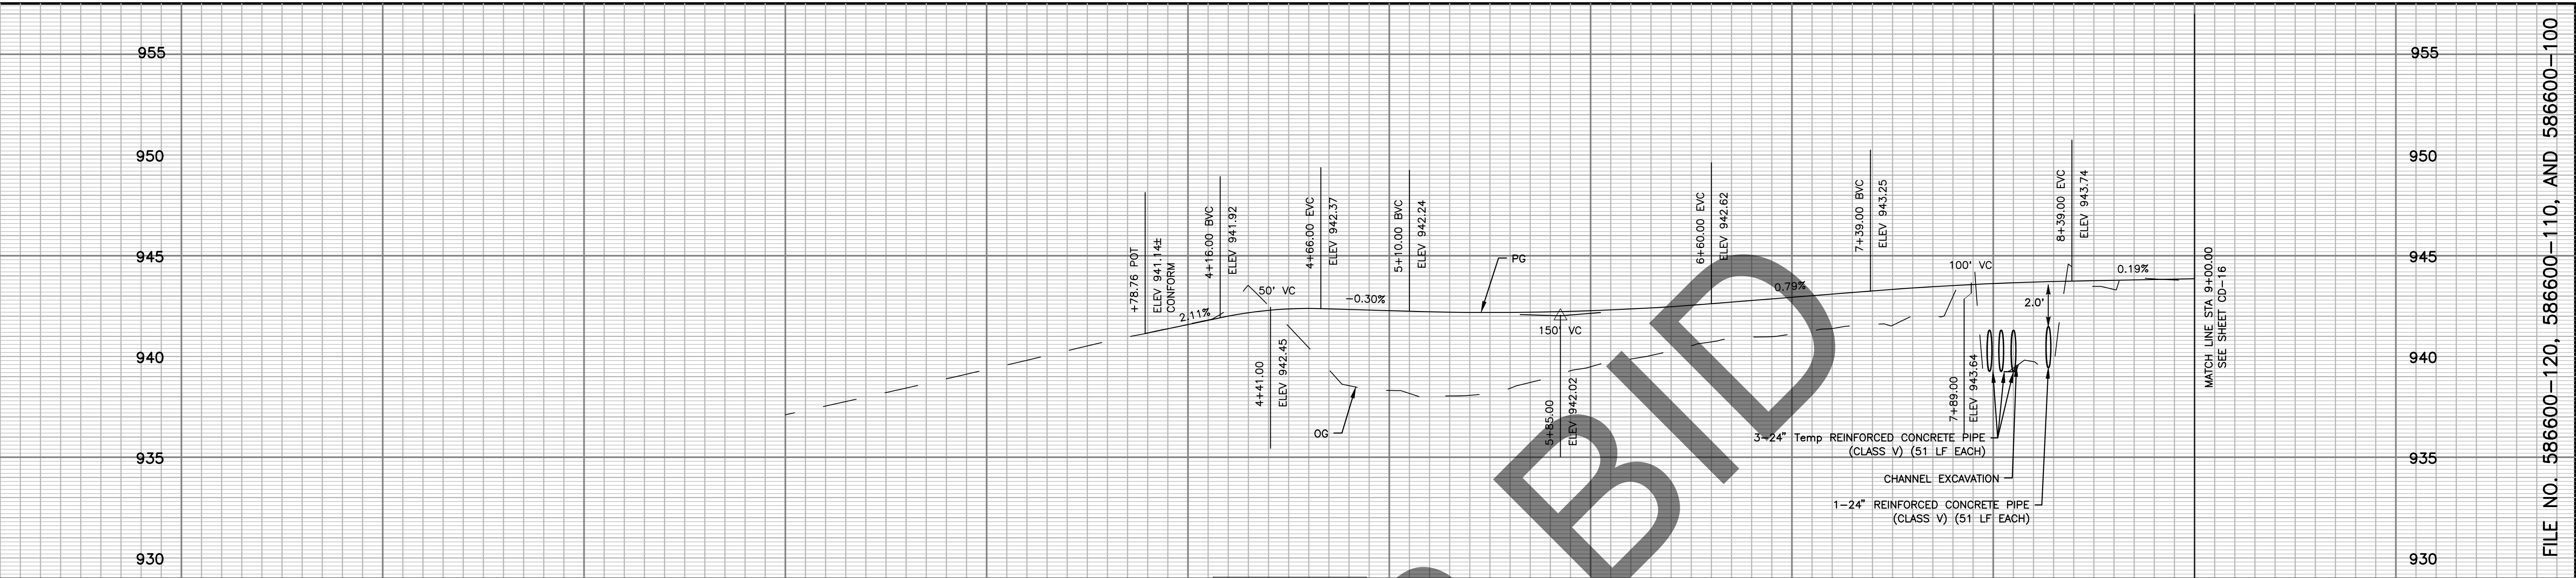 955
950
945
940
935
930
+78.76 POT
ELEV 941.14±
CONFORM
2.11%
4+16.00 BVC
ELEV 941.92
50' VC
4+41.00
ELEV 942.45
4+66.00 EVC
ELEV 942.37
OG
-0.30%
5+10.00 BVC
ELEV 942.24
PG
150' VC
5+85.00
ELEV 942.02
6+60.00 EVC
ELEV 942.62
0.79%
7+39.00 BVC
ELEV 943.25
100' VC
7+89.00
ELEV 943.64
2.0'
8+39.00 EVC
ELEV 943.74
0.19%
3-24" Temp REINFORCED CONCRETE PIPE
(CLASS V) (51 LF EACH)
CHANNEL EXCAVATION
1-24" REINFORCED CONCRETE PIPE
(CLASS V) (51 LF EACH)
MATCH LINE STA 9+00.00
SEE SHEET CD-16
955
950
945
940
935
930
FILE NO. 586600-120, 586600-110, AND 586600-100
BID